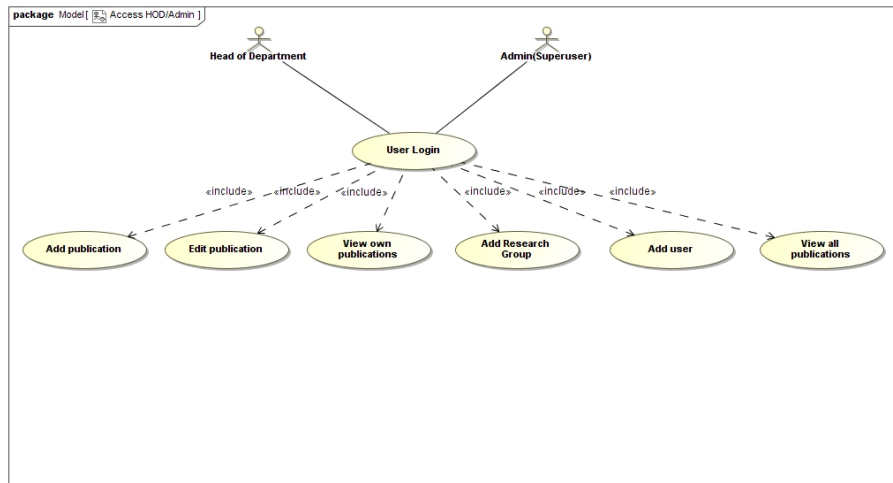 package Model [ Access HOD/Admin ]
Head of Department
Admin(Superuser)
User Login
«include»
«include»
«include»
«include»
«include»
«include»
Add publication
Edit publication
View own
publications
Add Research
Group
Add user
View all
publications